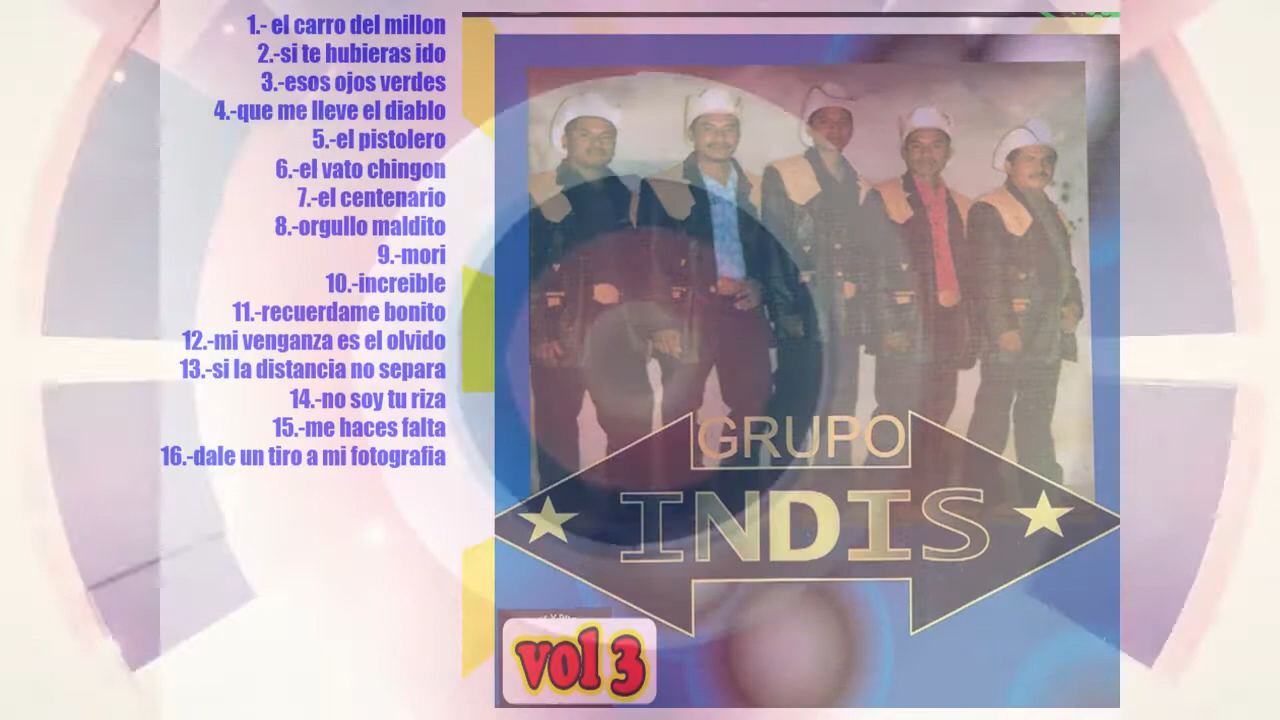 1.- el carro del millon
2.-si te hubieras ido
3.-esos ojos verdes
4.-que me lleve el diablo
5.-el pistolero
6.-el vato chingon
7.-el centenario
8.-orgullo maldito
9.-mori
10.-increible
11.-recuerdame bonito
12.-mi venganza es el olvido
13.-si la distancia no separa
14.-no soy tu riza
15.-me haces falta
16.-dale un tiro a mi fotografia
GRUPO
INDIS
vol 3